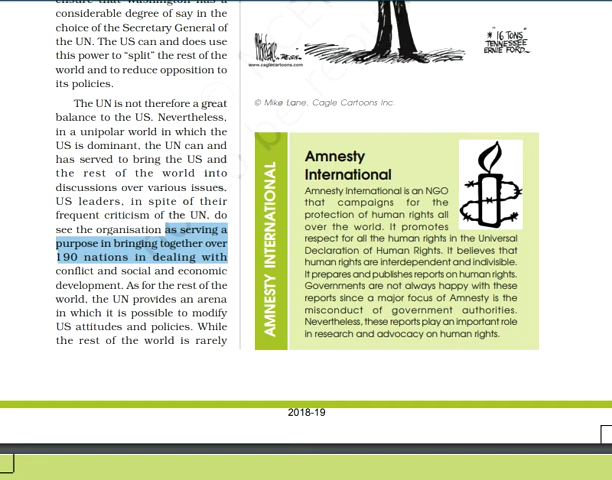 ensure that Washington has a
considerable degree of say in the
choice of the Secretary General of
the UN. The US can and does use
this power to “split” the rest of the
world and to reduce opposition to
its policies.
The UN is not therefore a great
balance to the US. Nevertheless,
in a unipolar world in which the
US is dominant, the UN can and
has served to bring the US and
the rest of the world into
discussions over various issues.
US leaders, in spite of their
frequent criticism of the UN, do
see the organisation as serving a
purpose in bringing together over
190 nations in dealing with
conflict and social and economic
development. As for the rest of the
world, the UN provides an arena
in which it is possible to modify
US attitudes and policies. While
the rest of the world is rarely
* "16 TONS"
TENNESSEE
ERNIE FORD..
www.caglecartoons.com
© Mike Lane, Cagle Cartoons Inc.
AMNESTY INTERNATIONAL
Amnesty
International
Amnesty International is an NGO
that campaigns for the
protection of human rights all
over the world. It promotes
respect for all the human rights in the Universal
Declaration of Human Rights. It believes that
human rights are interdependent and indivisible.
It prepares and publishes reports on human rights.
Governments are not always happy with these
reports since a major focus of Amnesty is the
misconduct of government authorities.
Nevertheless, these reports play an important role
in research and advocacy on human rights.
2018-19